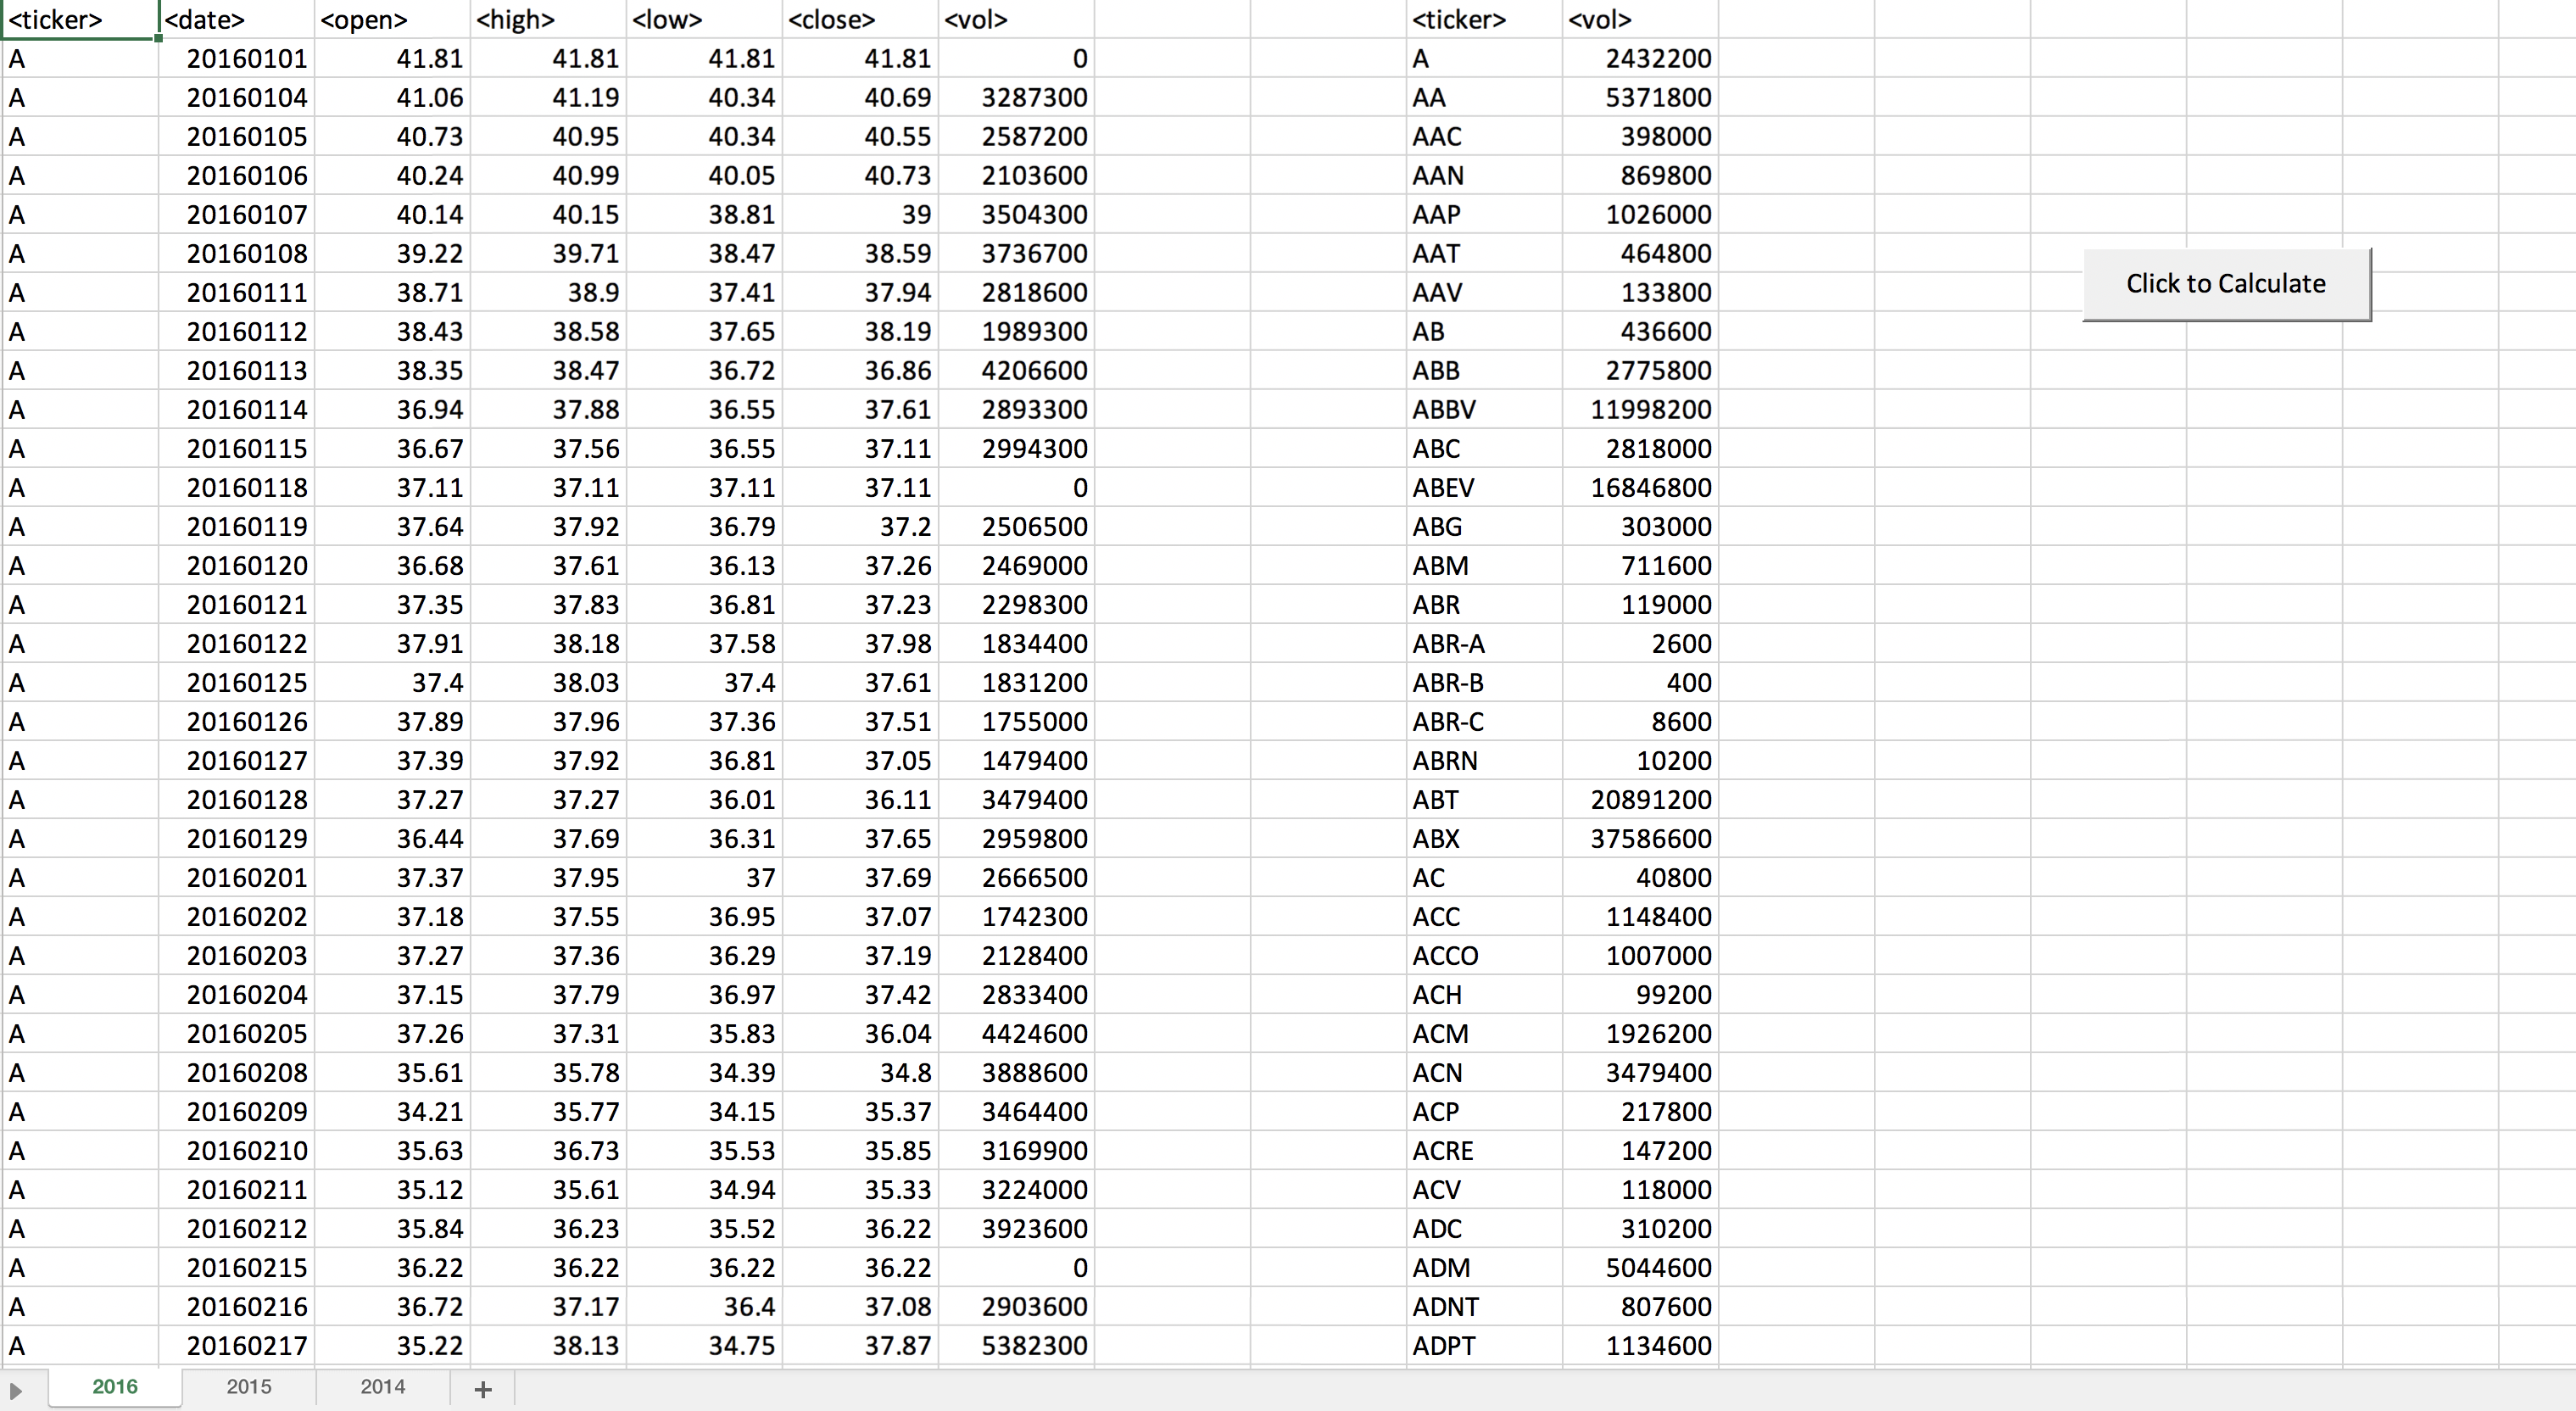 <ticker> <date> <open> <high> <low> <close> <vol> <ticker> <vol>
A 20160101 41.81 41.81 41.81 41.81 0 A 2432200
A 20160104 41.06 41.19 40.34 40.69 3287300 AA 5371800
A 20160105 40.73 40.95 40.34 40.55 2587200 AAC 398000
A 20160106 40.24 40.99 40.05 40.73 2103600 AAN 869800
A 20160107 40.14 40.15 38.81 39 3504300 AAP 1026000
A 20160108 39.22 39.71 38.47 38.59 3736700 AAT 464800
Click to Calculate
A 20160111 38.71 38.9 37.41 37.94 2818600 AAV 133800
A 20160112 38.43 38.58 37.65 38.19 1989300 AB 436600
A 20160113 38.35 38.47 36.72 36.86 4206600 ABB 2775800
A 20160114 36.94 37.88 36.55 37.61 2893300 ABBV 11998200
A 20160115 36.67 37.56 36.55 37.11 2994300 ABC 2818000
A 20160118 37.11 37.11 37.11 37.11 0 ABEV 16846800
A 20160119 37.64 37.92 36.79 37.2 2506500 ABG 303000
A 20160120 36.68 37.61 36.13 37.26 2469000 ABM 711600
A 20160121 37.35 37.83 36.81 37.23 2298300 ABR 119000
A 20160122 37.91 38.18 37.58 37.98 1834400 ABR-A 2600
A 20160125 37.4 38.03 37.4 37.61 1831200 ABR-B 400
A 20160126 37.89 37.96 37.36 37.51 1755000 ABR-C 8600
A 20160127 37.39 37.92 36.81 37.05 1479400 ABRN 10200
A 20160128 37.27 37.27 36.01 36.11 3479400 ABT 20891200
A 20160129 36.44 37.69 36.31 37.65 2959800 ABX 37586600
A 20160201 37.37 37.95 37 37.69 2666500 AC 40800
A 20160202 37.18 37.55 36.95 37.07 1742300 ACC 1148400
A 20160203 37.27 37.36 36.29 37.19 2128400 ACCO 1007000
A 20160204 37.15 37.79 36.97 37.42 2833400 ACH 99200
A 20160205 37.26 37.31 35.83 36.04 4424600 ACM 1926200
A 20160208 35.61 35.78 34.39 34.8 3888600 ACN 3479400
A 20160209 34.21 35.77 34.15 35.37 3464400 ACP 217800
A 20160210 35.63 36.73 35.53 35.85 3169900 ACRE 147200
A 20160211 35.12 35.61 34.94 35.33 3224000 ACV 118000
A 20160212 35.84 36.23 35.52 36.22 3923600 ADC 310200
A 20160215 36.22 36.22 36.22 36.22 0 ADM 5044600
A 20160216 36.72 37.17 36.4 37.08 2903600 ADNT 807600
A 20160217 35.22 38.13 34.75 37.87 5382300 ADPT 1134600
2016 2015 2014 +